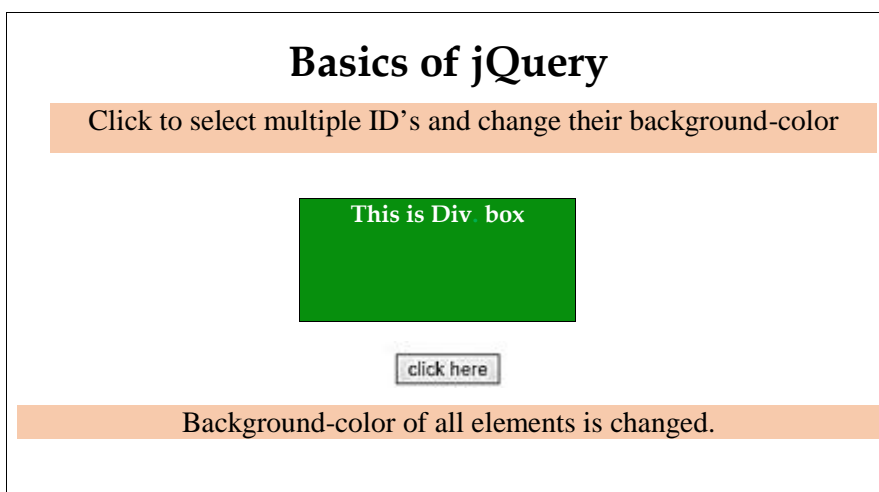 Basics of jQuery
Click to select multiple ID’s and change their background-color
This is Div. box
click here
Background-color of all elements is changed.